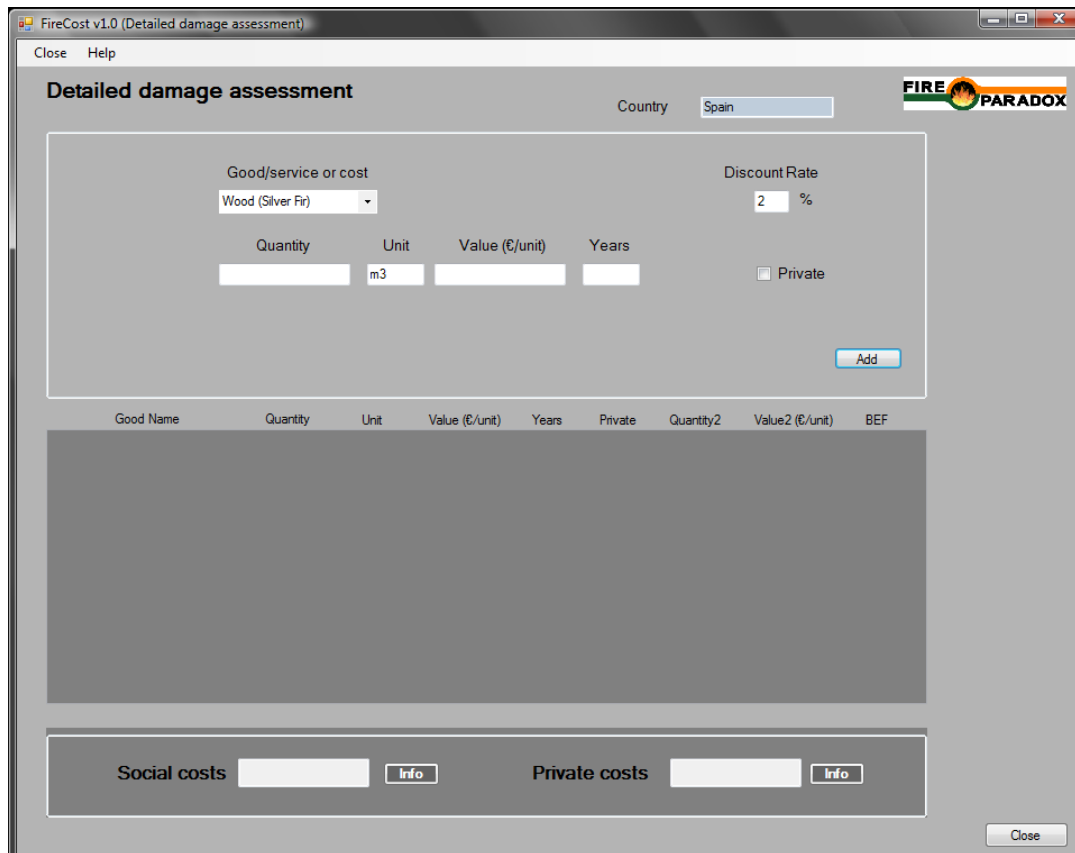 FireCost v1.0 (Detailed damage assessment)
Close Help
Detailed damage assessment
Country Spain
FIRE PARADOX
Good/service or cost Discount Rate
Wood (Silver Fir) 2 %
Quantity Unit Value (€/unit) Years
m3 Private
Add
Good Name Quantity Unit Value (€/unit) Years Private Quantity2 Value2 (€/unit) BEF
Social costs Info Private costs Info
Close